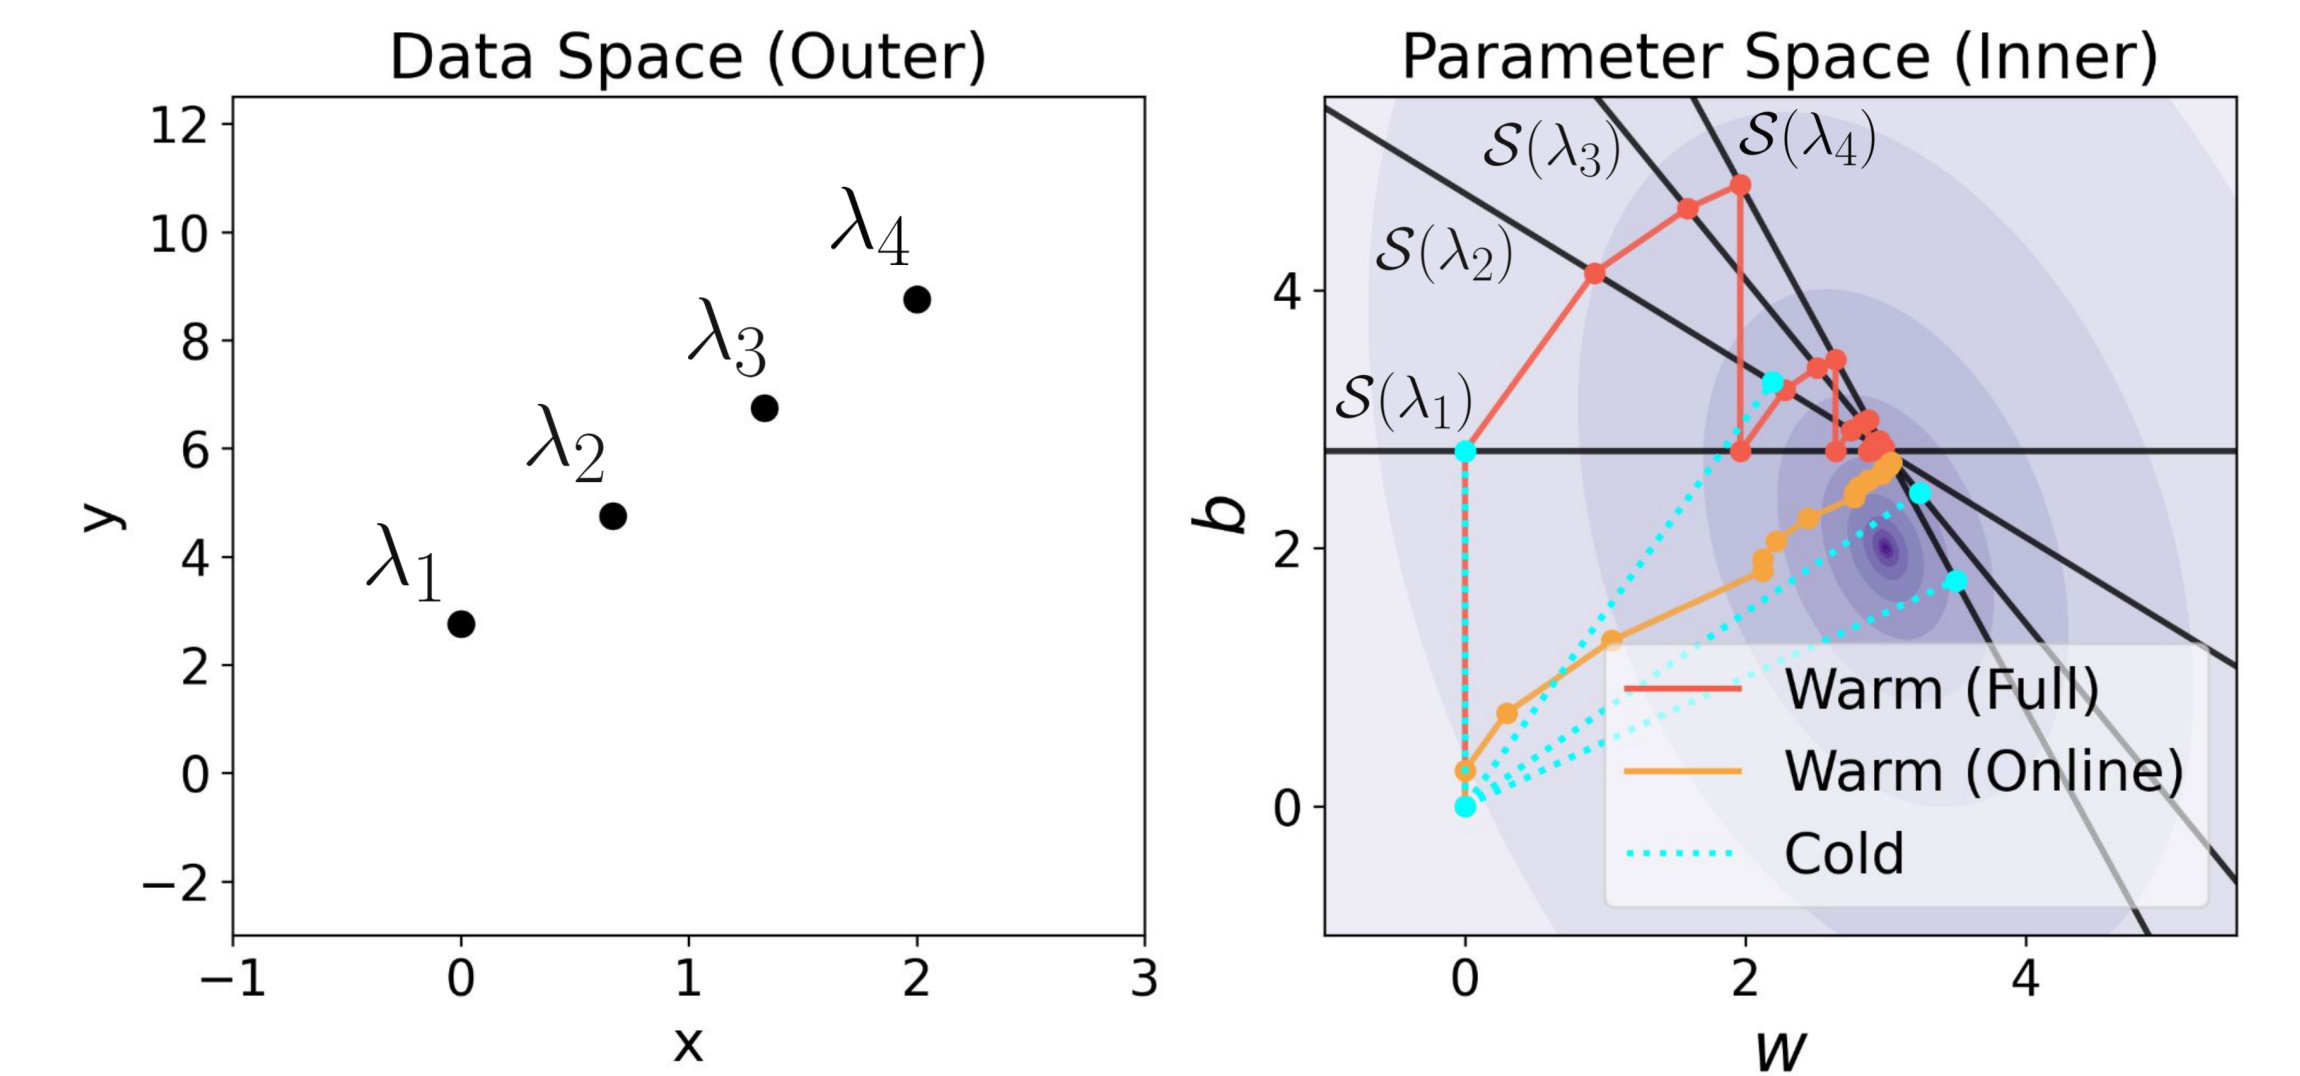 Data Space (Outer)
12
10
8
6
4
2
0
−2
y
λ₄
λ₃
λ₂
λ₁
−1 0 1 2 3
x
Parameter Space (Inner)
4
2
0
b
S(λ₃)
S(λ₄)
S(λ₂)
S(λ₁)
Warm (Full)
Warm (Online)
Cold
0 2 4
w